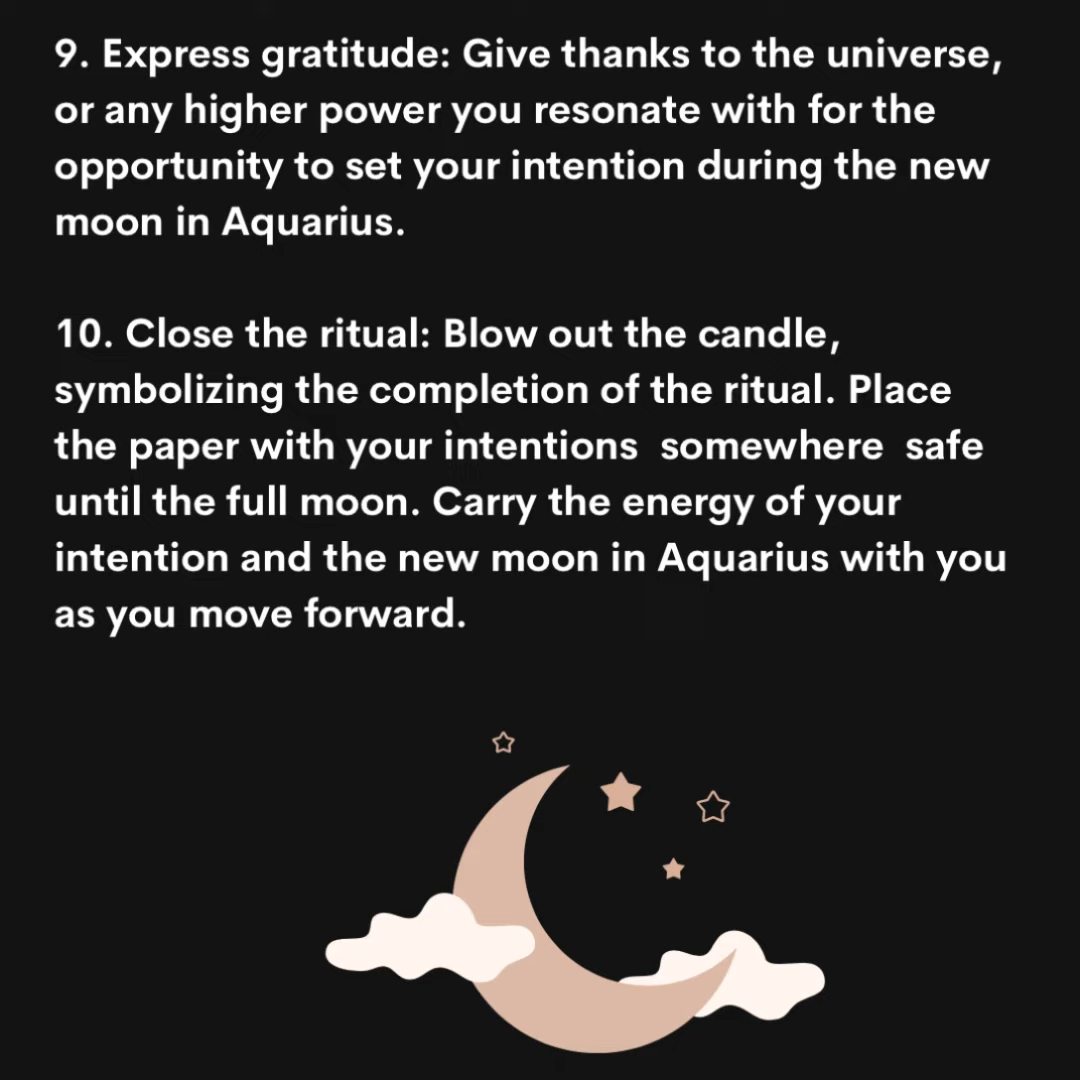 9. Express gratitude: Give thanks to the universe,
or any higher power you resonate with for the
opportunity to set your intention during the new
moon in Aquarius.
10. Close the ritual: Blow out the candle,
symbolizing the completion of the ritual. Place
the paper with your intentions  somewhere  safe
until the full moon. Carry the energy of your
intention and the new moon in Aquarius with you
as you move forward.